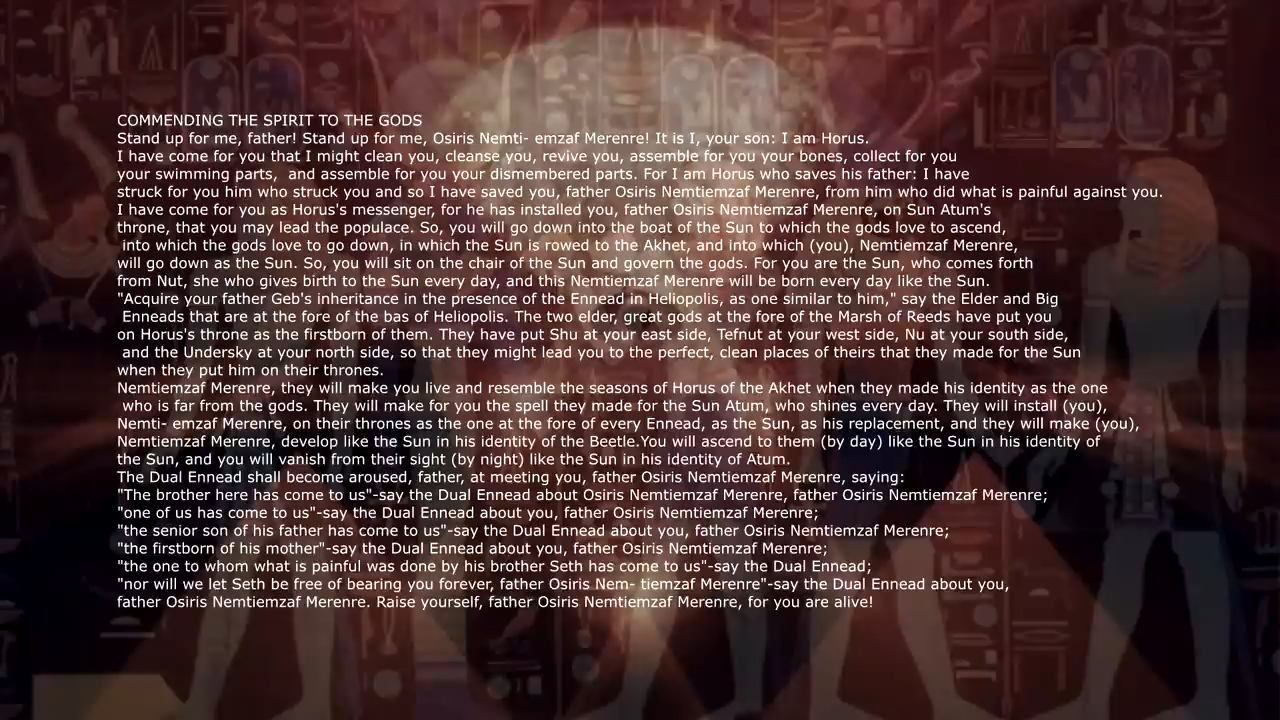 COMMENDING THE SPIRIT TO THE GODS
Stand up for me, father! Stand up for me, Osiris Nemti- emzaf Merenre! It is I, your son: I am Horus.
I have come for you that I might clean you, cleanse you, revive you, assemble for you your bones, collect for you
your swimming parts,  and assemble for you your dismembered parts. For I am Horus who saves his father: I have
struck for you him who struck you and so I have saved you, father Osiris Nemtiemzaf Merenre, from him who did what is painful against you.
I have come for you as Horus's messenger, for he has installed you, father Osiris Nemtiemzaf Merenre, on Sun Atum's
throne, that you may lead the populace. So, you will go down into the boat of the Sun to which the gods love to ascend,
into which the gods love to go down, in which the Sun is rowed to the Akhet, and into which (you), Nemtiemzaf Merenre,
will go down as the Sun. So, you will sit on the chair of the Sun and govern the gods. For you are the Sun, who comes forth
from Nut, she who gives birth to the Sun every day, and this Nemtiemzaf Merenre will be born every day like the Sun.
"Acquire your father Geb's inheritance in the presence of the Ennead in Heliopolis, as one similar to him," say the Elder and Big
Enneads that are at the fore of the bas of Heliopolis. The two elder, great gods at the fore of the Marsh of Reeds have put you
on Horus's throne as the firstborn of them. They have put Shu at your east side, Tefnut at your west side, Nu at your south side,
and the Undersky at your north side, so that they might lead you to the perfect, clean places of theirs that they made for the Sun
when they put him on their thrones.
Nemtiemzaf Merenre, they will make you live and resemble the seasons of Horus of the Akhet when they made his identity as the one
who is far from the gods. They will make for you the spell they made for the Sun Atum, who shines every day. They will install (you),
Nemti- emzaf Merenre, on their thrones as the one at the fore of every Ennead, as the Sun, as his replacement, and they will make (you),
Nemtiemzaf Merenre, develop like the Sun in his identity of the Beetle.You will ascend to them (by day) like the Sun in his identity of
the Sun, and you will vanish from their sight (by night) like the Sun in his identity of Atum.
The Dual Ennead shall become aroused, father, at meeting you, father Osiris Nemtiemzaf Merenre, saying:
"The brother here has come to us"-say the Dual Ennead about Osiris Nemtiemzaf Merenre, father Osiris Nemtiemzaf Merenre;
"one of us has come to us"-say the Dual Ennead about you, father Osiris Nemtiemzaf Merenre;
"the senior son of his father has come to us"-say the Dual Ennead about you, father Osiris Nemtiemzaf Merenre;
"the firstborn of his mother"-say the Dual Ennead about you, father Osiris Nemtiemzaf Merenre;
"the one to whom what is painful was done by his brother Seth has come to us"-say the Dual Ennead;
"nor will we let Seth be free of bearing you forever, father Osiris Nem- tiemzaf Merenre"-say the Dual Ennead about you,
father Osiris Nemtiemzaf Merenre. Raise yourself, father Osiris Nemtiemzaf Merenre, for you are alive!